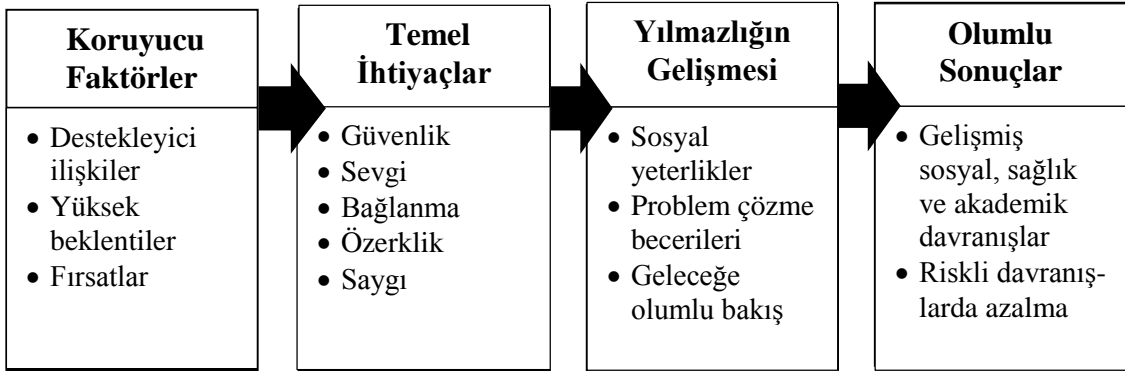 Koruyucu
Faktörler
• Destekleyici
ilişkiler
• Yüksek
beklentiler
• Fırsatlar
Temel
İhtiyaçlar
• Güvenlik
• Sevgi
• Bağlanma
• Özerklik
• Saygı
Yılmazlığın
Gelişmesi
• Sosyal
yeterlikler
• Problem çözme
becerileri
• Geleceğe
olumlu bakış
Olumlu
Sonuçlar
• Gelişmiş
sosyal, sağlık
ve akademik
davranışlar
• Riskli davranış-
larda azalma